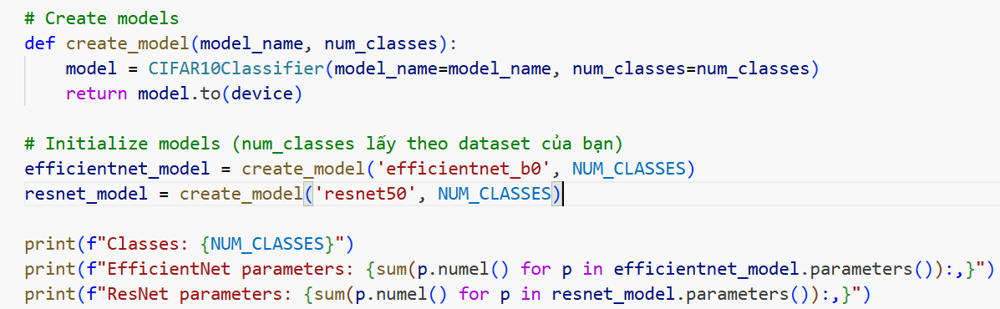 # Create models
def create_model(model_name, num_classes):
    model = CIFAR10Classifier(model_name=model_name, num_classes=num_classes)
    return model.to(device)

# Initialize models (num_classes lấy theo dataset của bạn)
efficientnet_model = create_model('efficientnet_b0', NUM_CLASSES)
resnet_model = create_model('resnet50', NUM_CLASSES)

print(f"Classes: {NUM_CLASSES}")
print(f"EfficientNet parameters: {sum(p.numel() for p in efficientnet_model.parameters()):,}")
print(f"ResNet parameters: {sum(p.numel() for p in resnet_model.parameters()):,}")